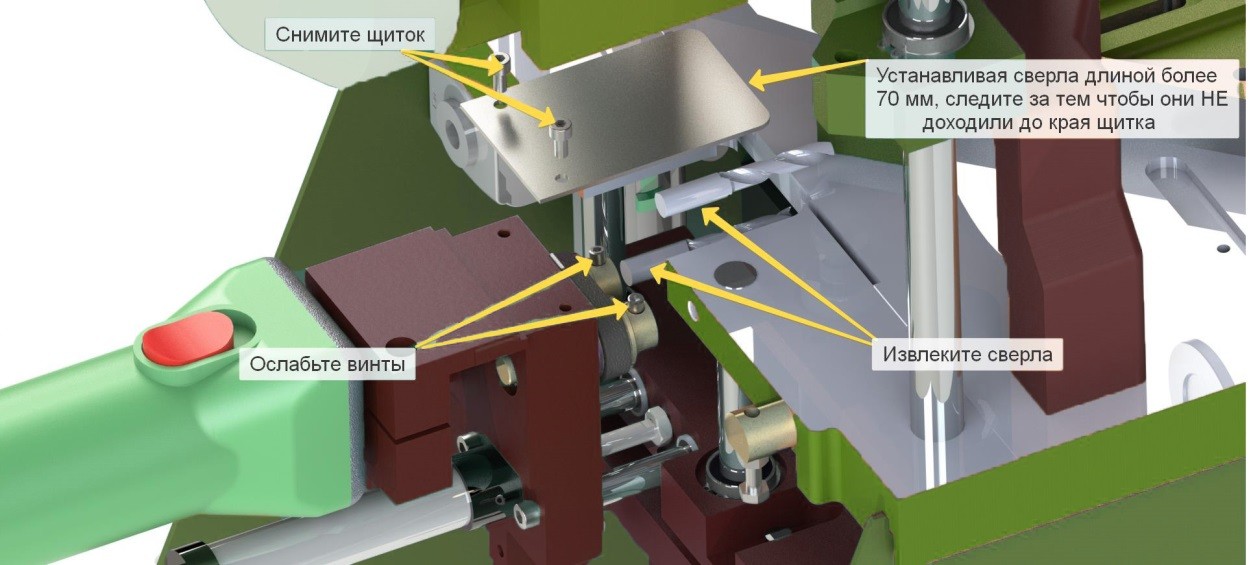 Снимите щиток
Устанавливая сверла длиной более
70 мм, следите за тем чтобы они НЕ
доходили до края щитка
Ослабьте винты
Извлеките сверла